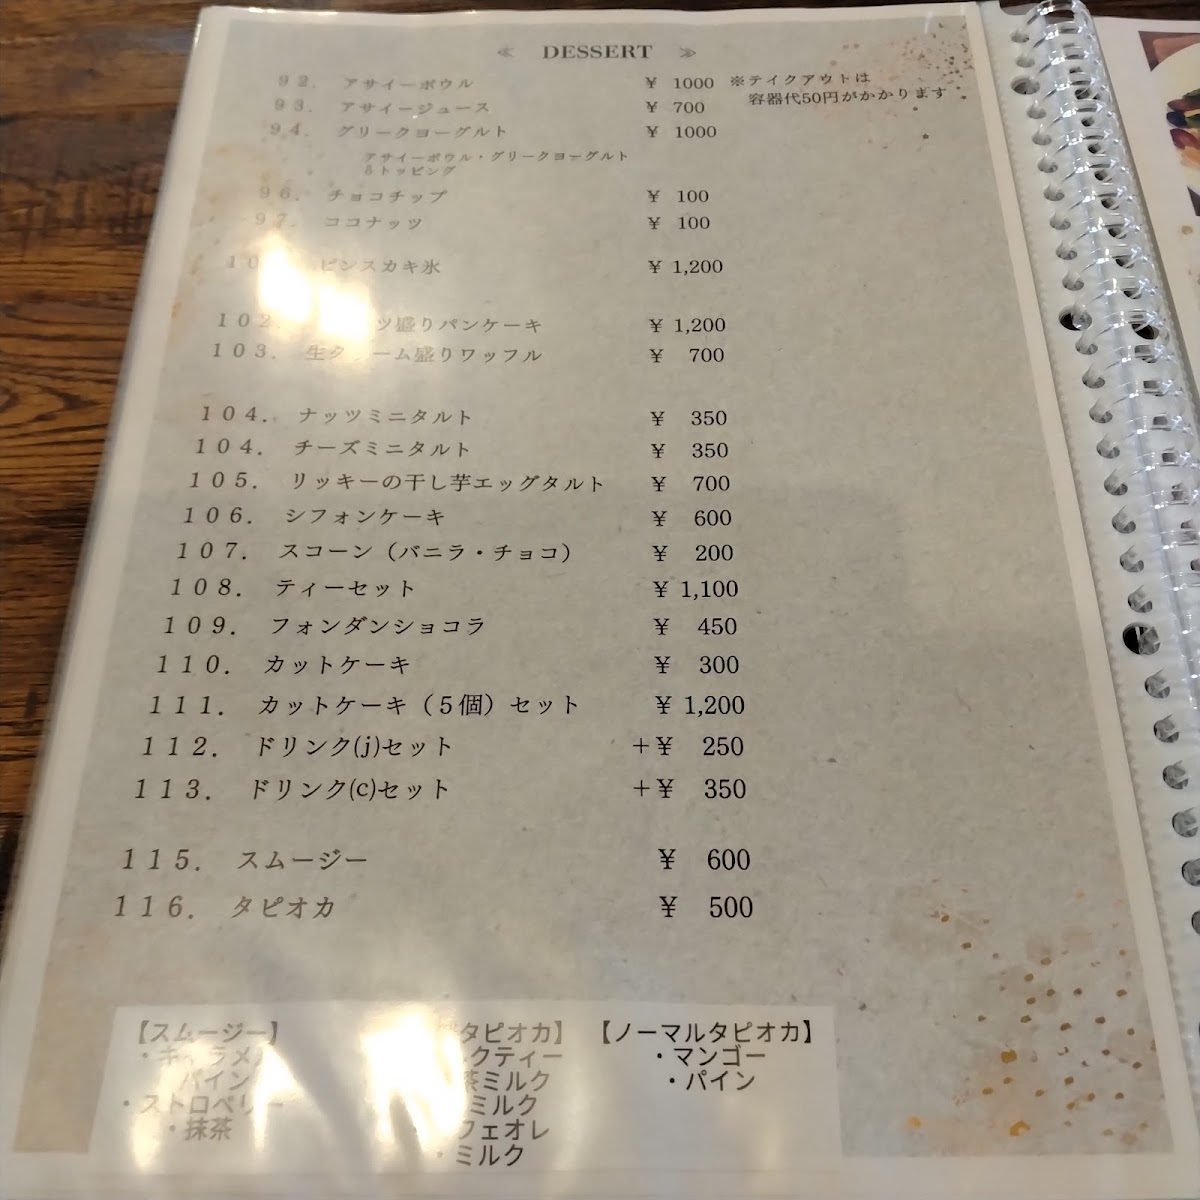 ≪ DESSERT ≫
92. アサイーボウル ¥ 1000 ※テイクアウトは
容器代50円がかかります
93. アサイージュース ¥ 700
94. グリークヨーグルト ¥ 1000
アサイーボウル・グリークヨーグルト
トッピング
96. チョコチップ ¥ 100
97. ココナッツ ¥ 100
ピンスカキ氷 ¥ 1,200
102. 盛りパンケーキ ¥ 1,200
103. 生クリーム盛りワッフル ¥ 700
104. ナッツミニタルト ¥ 350
104. チーズミニタルト ¥ 350
105. リッキーの干し芋エッグタルト ¥ 700
106. シフォンケーキ ¥ 600
107. スコーン（バニラ・チョコ） ¥ 200
108. ティーセット ¥ 1,100
109. フォンダンショコラ ¥ 450
110. カットケーキ ¥ 300
111. カットケーキ（５個）セット ¥ 1,200
112. ドリンク(j)セット ＋¥ 250
113. ドリンク(c)セット ＋¥ 350
115. スムージー ¥ 600
116. タピオカ ¥ 500
【スムージー】
・キャラメル
パイン
・ストロベリー
・抹茶
タピオカ】
クティー
茶ミルク
ミルク
フェオレ
・ミルク
【ノーマルタピオカ】
・マンゴー
・パイン